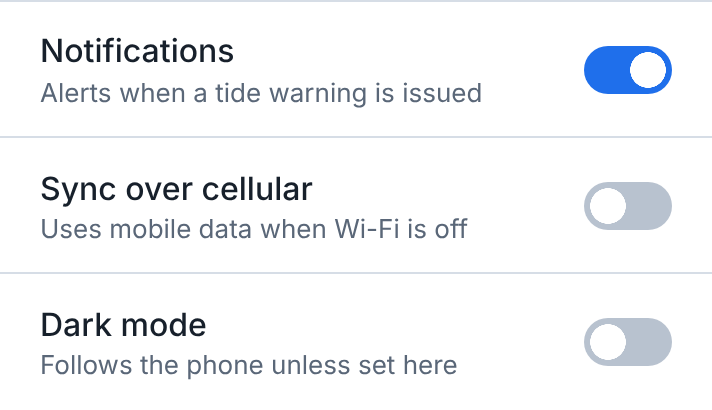 Notifications
Alerts when a tide warning is issued
Sync over cellular
Uses mobile data when Wi-Fi is off
Dark mode
Follows the phone unless set here